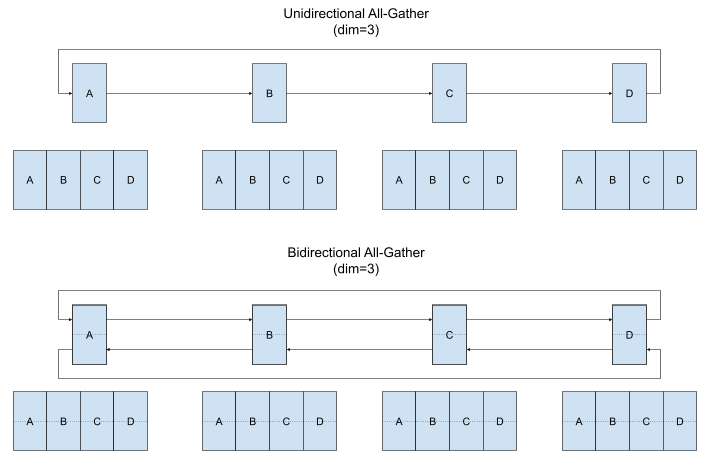 Unidirectional All-Gather
(dim=3)
A B C D
A B C D A B C D A B C D A B C D
Bidirectional All-Gather
(dim=3)
A B C D
A B C D A B C D A B C D A B C D